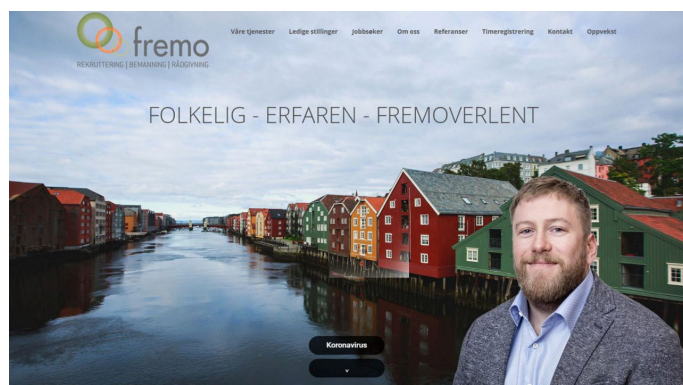 fremo
REKRUTTERING | BEMANNING | RÅDGIVNING
Våre tjenester Ledige stillinger Jobbsøker Om oss Referanser Timeregistrering Kontakt Oppvekst
FOLKELIG - ERFAREN - FREMOVERLENT
Koronavirus